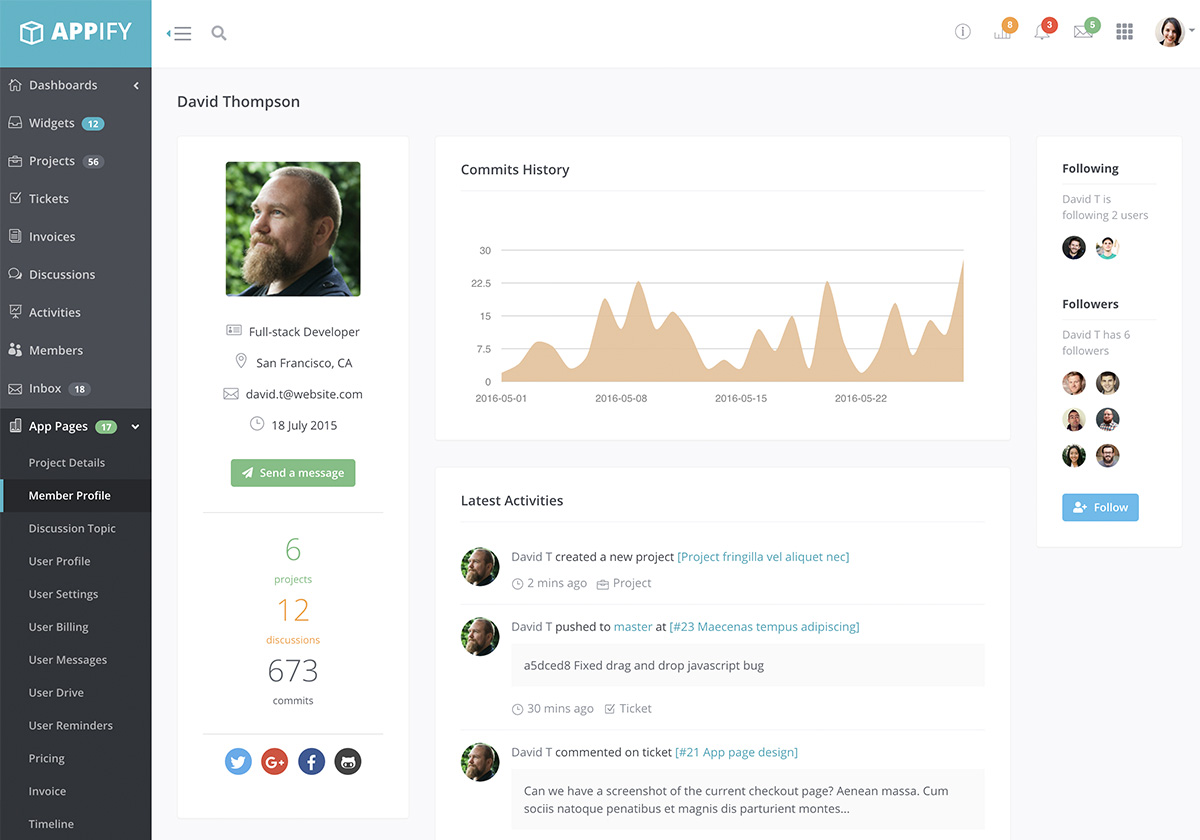 APPIFY
8
3
5
Dashboards
Widgets 12
Projects 56
Tickets
Invoices
Discussions
Activities
Members
Inbox 18
App Pages 17
Project Details
Member Profile
Discussion Topic
User Profile
User Settings
User Billing
User Messages
User Drive
User Reminders
Pricing
Invoice
Timeline
David Thompson
Full-stack Developer
San Francisco, CA
david.t@website.com
18 July 2015
Send a message
6
projects
12
discussions
673
commits
G+
f
Commits History
30
22.5
15
7.5
0
2016-05-01 2016-05-08 2016-05-15 2016-05-22
Latest Activities
David T created a new project [Project fringilla vel aliquet nec]
2 mins ago Project
David T pushed to master at [#23 Maecenas tempus adipiscing]
a5dced8 Fixed drag and drop javascript bug
30 mins ago Ticket
David T commented on ticket [#21 App page design]
Can we have a screenshot of the current checkout page? Aenean massa. Cum
sociis natoque penatibus et magnis dis parturient montes...
Following
David T is
following 2 users
Followers
David T has 6
followers
Follow